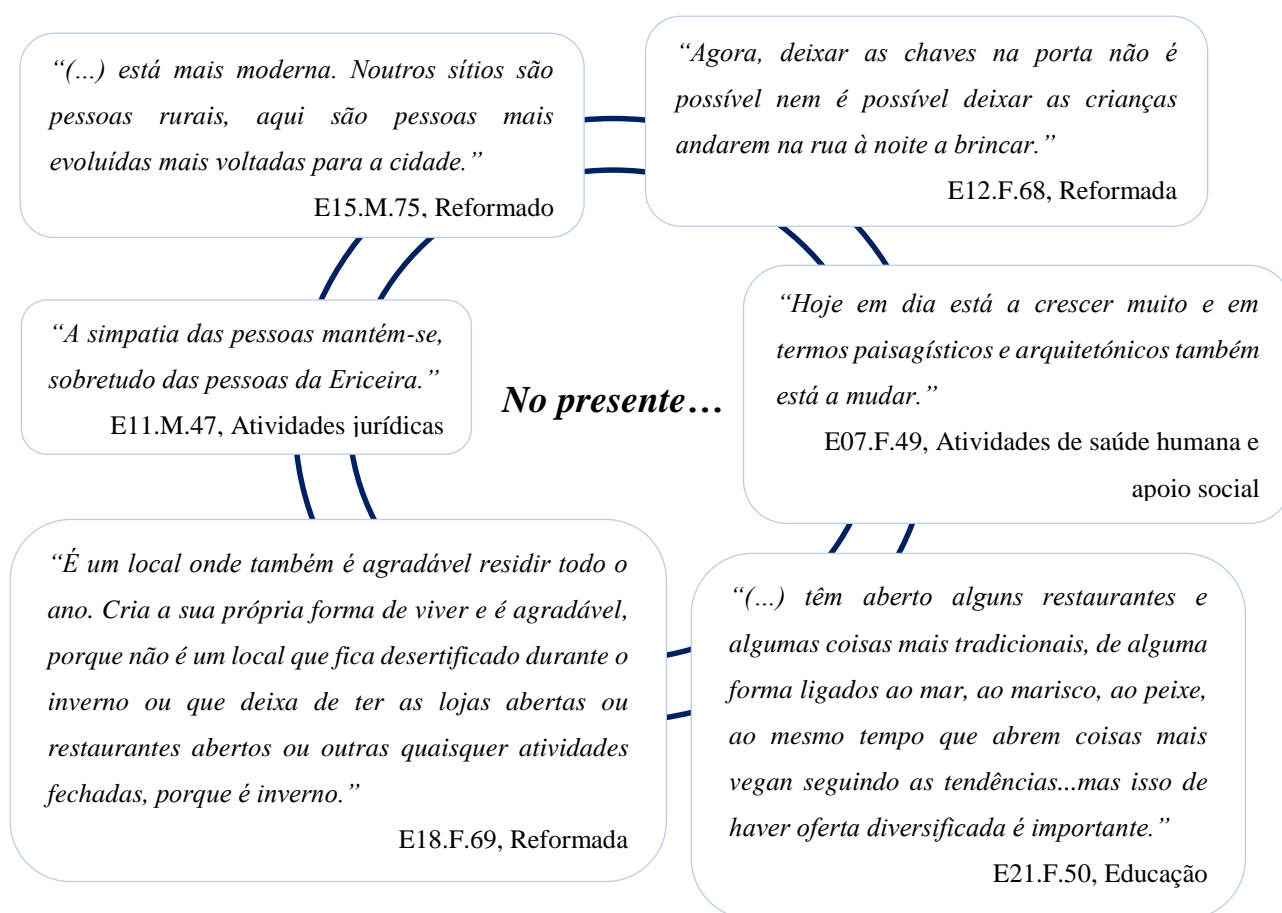 “(...) está mais moderna. Noutros sítios são
pessoas rurais, aqui são pessoas mais
evoluídas mais voltadas para a cidade.”
E15.M.75, Reformado
“Agora, deixar as chaves na porta não é
possível nem é possível deixar as crianças
andarem na rua à noite a brincar.”
E12.F.68, Reformada
“A simpatia das pessoas mantém-se,
sobretudo das pessoas da Ericeira.”
E11.M.47, Atividades jurídicas
No presente…
“Hoje em dia está a crescer muito e em
termos paisagísticos e arquitetónicos também
está a mudar.”
E07.F.49, Atividades de saúde humana e
apoio social
“É um local onde também é agradável residir todo o
ano. Cria a sua própria forma de viver e é agradável,
porque não é um local que fica desertificado durante o
inverno ou que deixa de ter as lojas abertas ou
restaurantes abertos ou outras quaisquer atividades
fechadas, porque é inverno.”
E18.F.69, Reformada
“(...) têm aberto alguns restaurantes e
algumas coisas mais tradicionais, de alguma
forma ligados ao mar, ao marisco, ao peixe,
ao mesmo tempo que abrem coisas mais
vegan seguindo as tendências...mas isso de
haver oferta diversificada é importante.”
E21.F.50, Educação